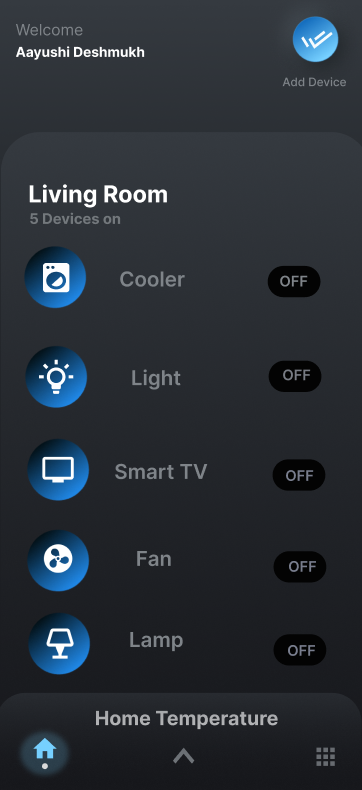 Welcome
Aayushi Deshmukh
Add Device
Living Room
5 Devices on
Cooler
OFF
Light
OFF
Smart TV
OFF
Fan
OFF
Lamp
OFF
Home Temperature